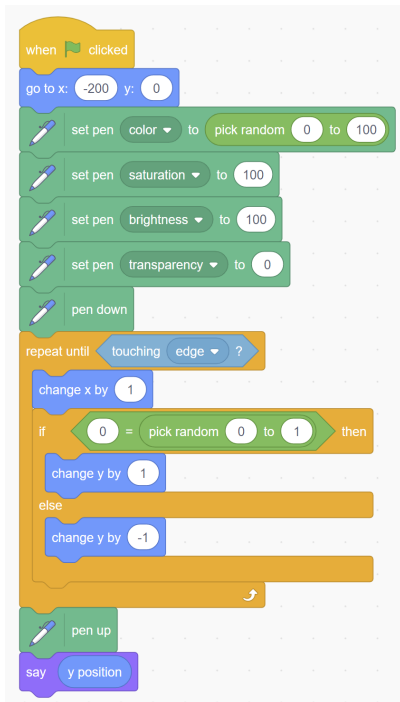 when clicked
go to x: -200 y: 0
set pen color to pick random 0 to 100
set pen saturation to 100
set pen brightness to 100
set pen transparency to 0
pen down
repeat until touching edge ?
change x by 1
if 0 = pick random 0 to 1 then
change y by 1
else
change y by -1
pen up
say y position